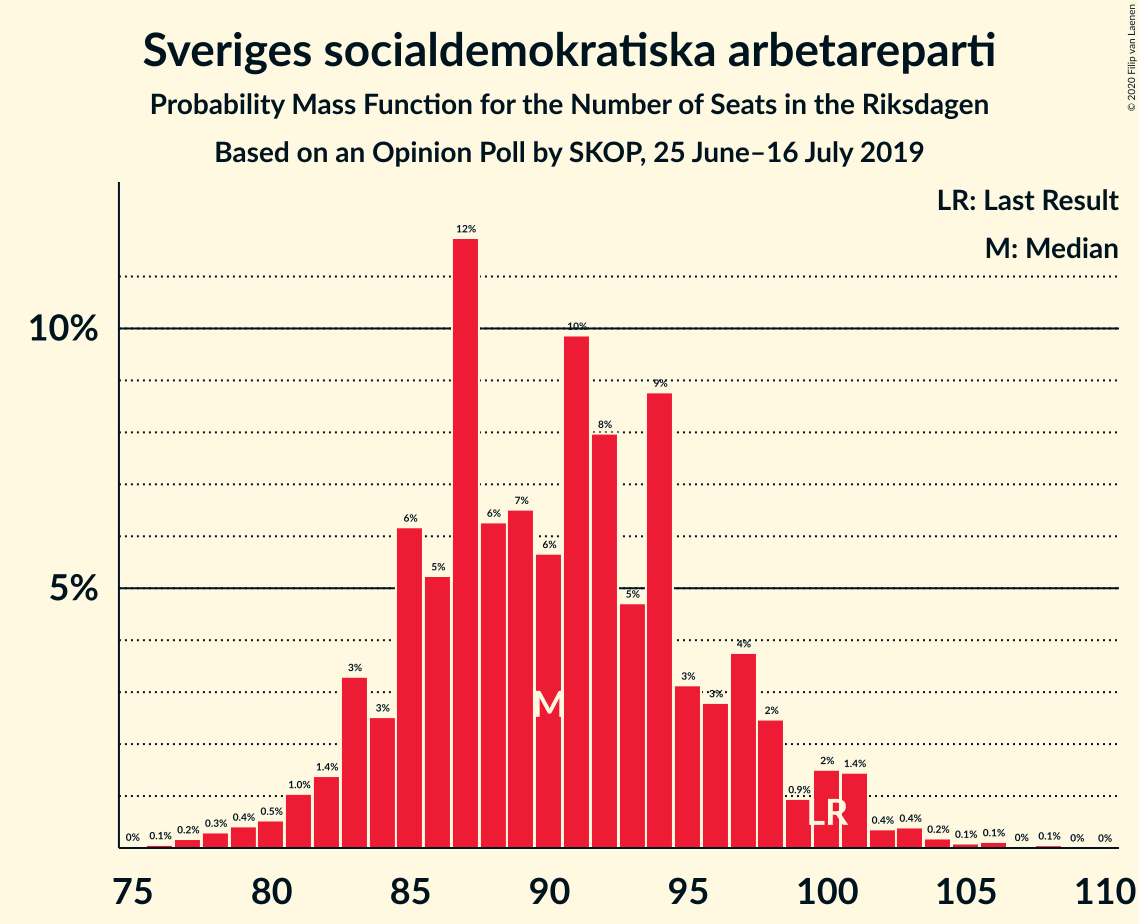 Sveriges socialdemokratiska arbetareparti
Probability Mass Function for the Number of Seats in the Riksdagen
Based on an Opinion Poll by SKOP, 25 June–16 July 2019
© 2020 Filip van Laenen
LR: Last Result
M: Median
10%
5%
0% 0.1% 0.2% 0.3% 0.4% 0.5% 1.0% 1.4% 3% 3% 6% 5% 12% 6% 7% 6% 10% 8% 5% 9% 3% 3% 4% 2% 0.9% 2% 1.4% 0.4% 0.4% 0.2% 0.1% 0.1% 0% 0.1% 0% 0%
M
LR
75 80 85 90 95 100 105 110